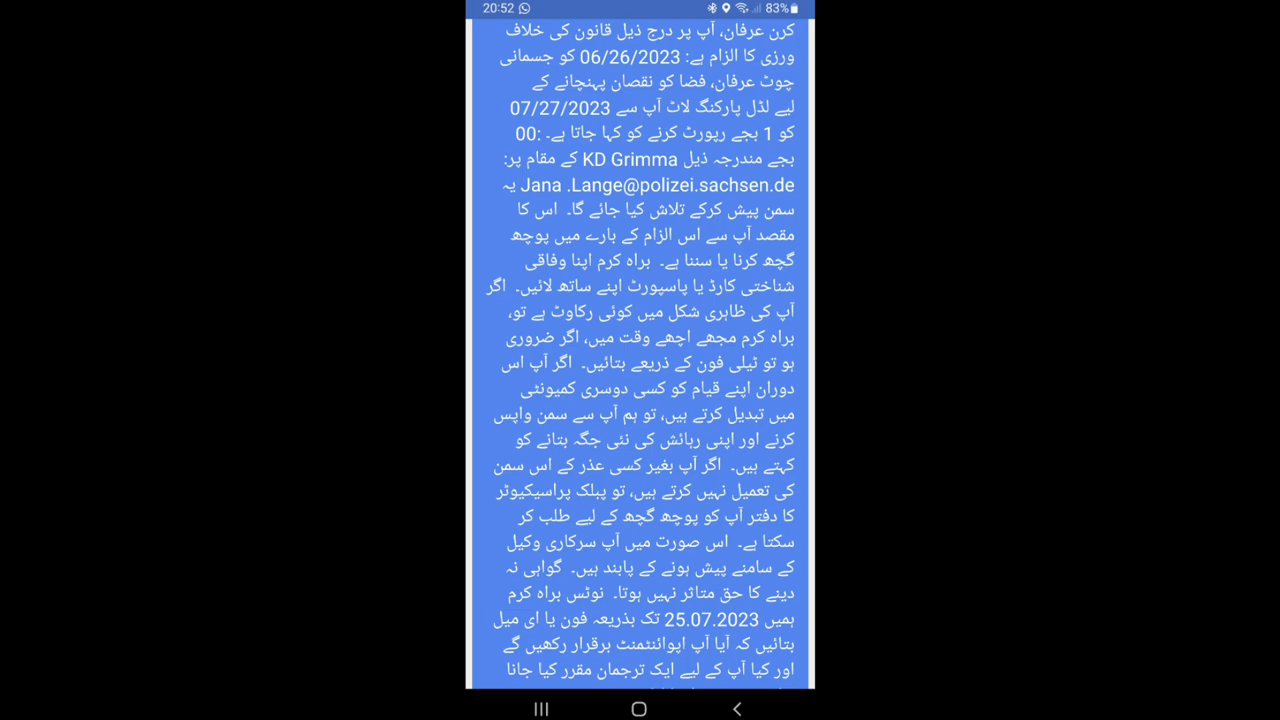 20:52
83%
کرن عرفان، آپ پر درج ذیل قانون کی خلاف
ورزی کا الزام ہے: 06/26/2023 کو جسمانی
چوٹ عرفان، فضا کو نقصان پہنچانے کے
لیے لڈل پارکنگ لاٹ آپ سے 07/27/2023
کو 1 بجے رپورٹ کرنے کو کہا جاتا ہے۔ :00
بجے مندرجہ ذیل KD Grimma کے مقام پر:
Jana .Lange@polizei.sachsen.de یہ
سمن پیش کرکے تلاش کیا جائے گا۔ اس کا
مقصد آپ سے اس الزام کے بارے میں پوچھ
گچھ کرنا یا سننا ہے۔ براہ کرم اپنا وفاقی
شناختی کارڈ یا پاسپورٹ اپنے ساتھ لائیں۔ اگر
آپ کی ظاہری شکل میں کوئی رکاوٹ ہے تو،
براہ کرم مجھے اچھے وقت میں، اگر ضروری
ہو تو ٹیلی فون کے ذریعے بتائیں۔ اگر آپ اس
دوران اپنے قیام کو کسی دوسری کمیونٹی
میں تبدیل کرتے ہیں، تو ہم آپ سے سمن واپس
کرنے اور اپنی رہائش کی نئی جگہ بتانے کو
کہتے ہیں۔ اگر آپ بغیر کسی عذر کے اس سمن
کی تعمیل نہیں کرتے ہیں، تو پبلک پراسیکیوٹر
کا دفتر آپ کو پوچھ گچھ کے لیے طلب کر
سکتا ہے۔ اس صورت میں آپ سرکاری وکیل
کے سامنے پیش ہونے کے پابند ہیں۔ گواہی نہ
دینے کا حق متاثر نہیں ہوتا۔ نوٹس براہ کرم
ہمیں 25.07.2023 تک بذریعہ فون یا ای میل
بتائیں کہ آیا آپ اپوائنٹمنٹ برقرار رکھیں گے
اور کیا آپ کے لیے ایک ترجمان مقرر کیا جانا